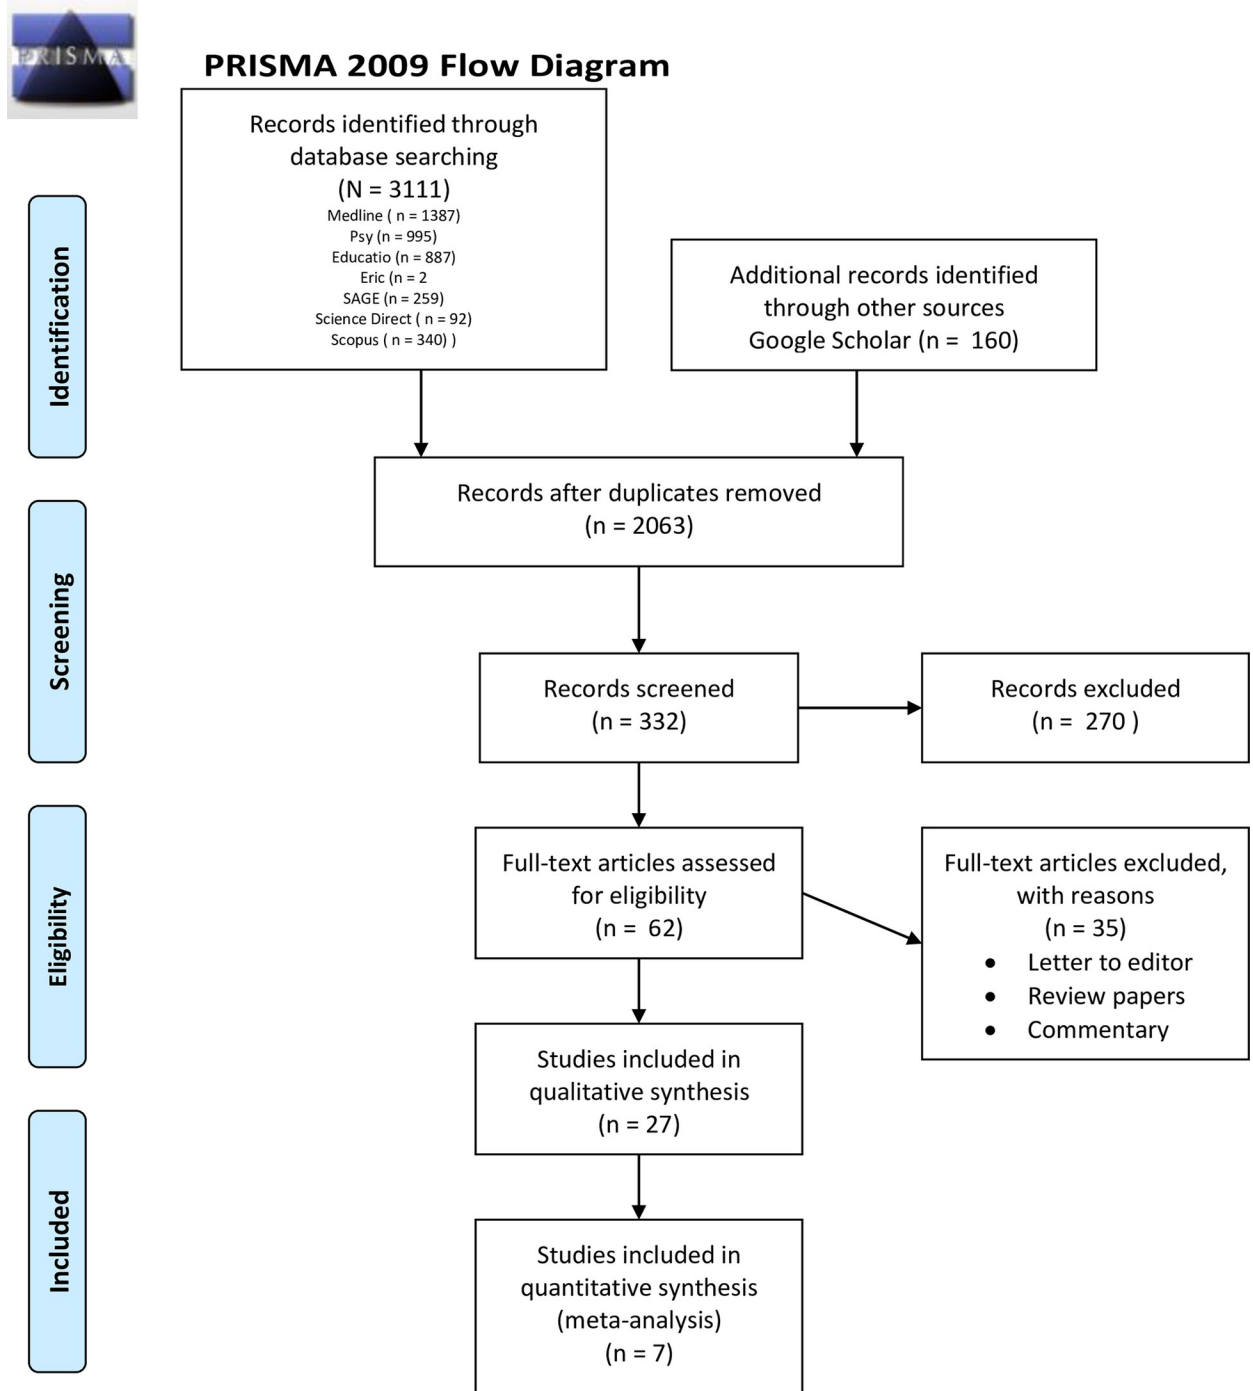 PRISMA
PRISMA 2009 Flow Diagram
Identification
Records identified through
database searching
(N = 3111)
Medline ( n = 1387)
Psy (n = 995)
Educatio (n = 887)
Eric (n = 2
SAGE (n = 259)
Science Direct ( n = 92)
Scopus ( n = 340) )
Additional records identified
through other sources
Google Scholar (n =  160)
Records after duplicates removed
(n = 2063)
Screening
Records screened
(n = 332)
Records excluded
(n =  270 )
Eligibility
Full-text articles assessed
for eligibility
(n =  62)
Full-text articles excluded,
with reasons
(n = 35)
• Letter to editor
• Review papers
• Commentary
Studies included in
qualitative synthesis
(n = 27)
Included
Studies included in
quantitative synthesis
(meta-analysis)
(n = 7)